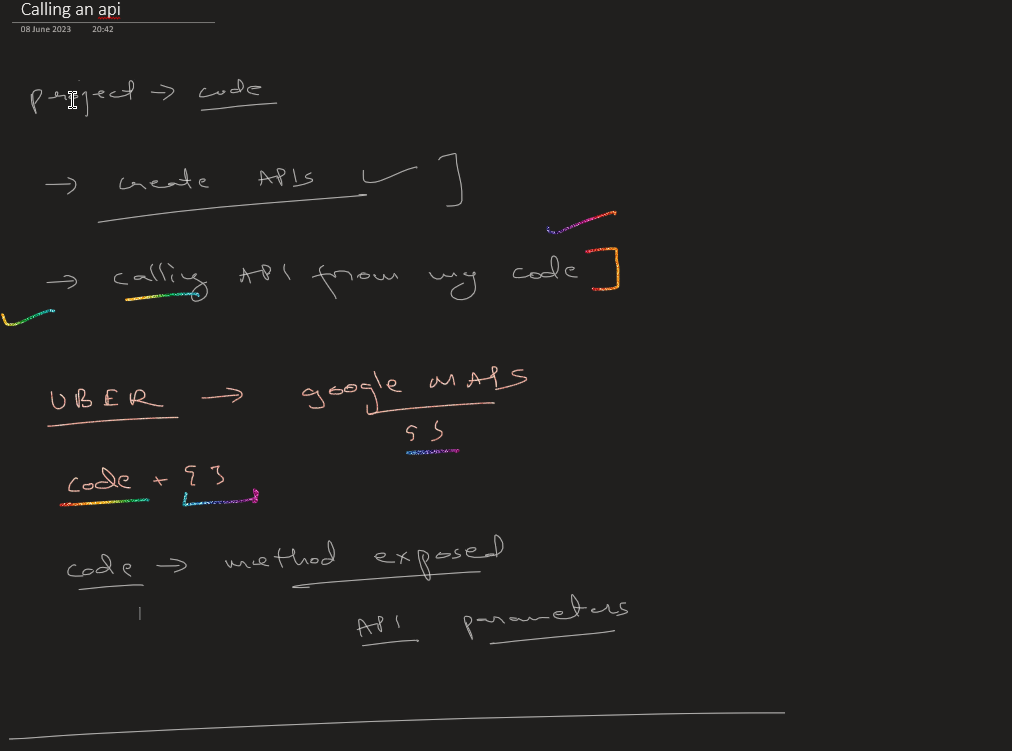 Calling an api
08 June 2023 20:42
project → code
→ create APIs ✓ ]
→ calling API from my code ]
UBER → google MAPS
{ }
code + { }
code → method exposed
API parameters